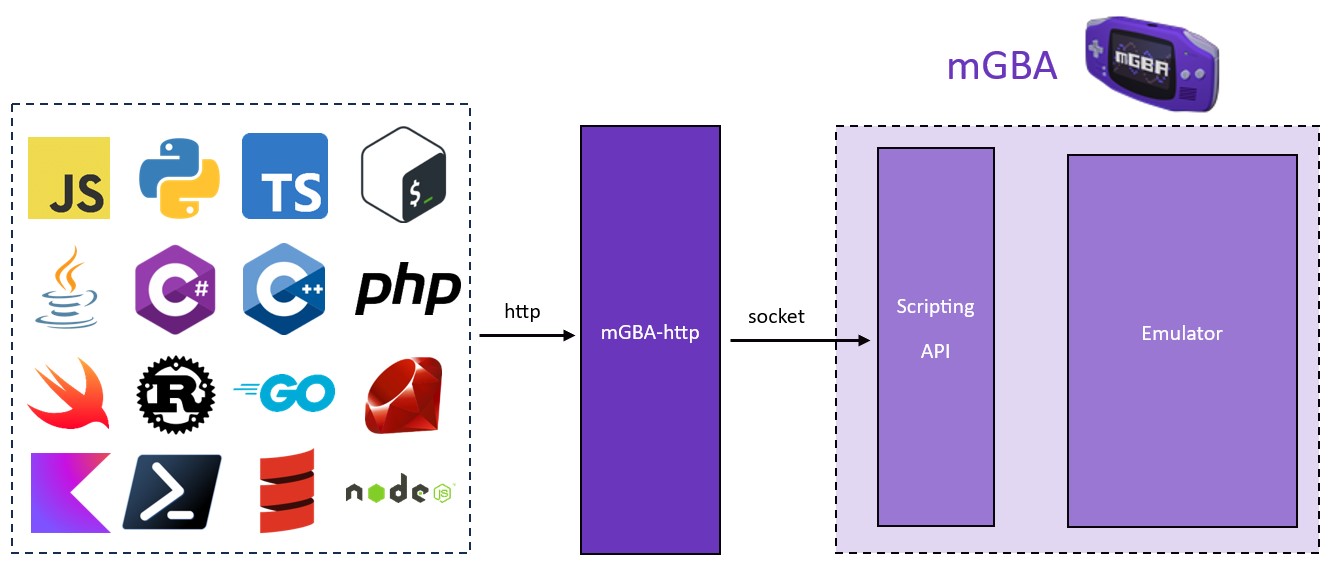 mGBA
mGBA
JS
TS
$_
C#
C++
php
http
mGBA-http
socket
Scripting
API
Emulator
R
GO
>_
node
JS